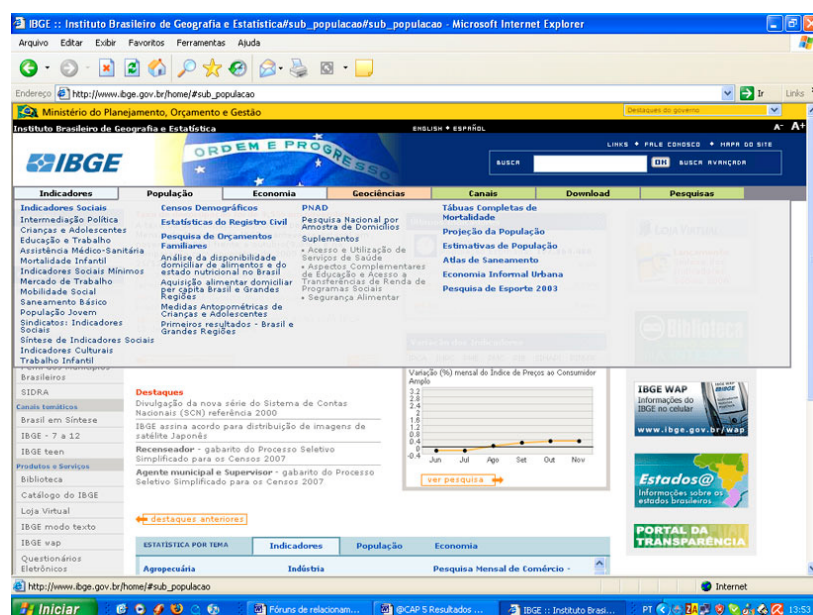 IBGE :: Instituto Brasileiro de Geografia e Estatística#sub_populacao#sub_populacao - Microsoft Internet Explorer
Arquivo Editar Exibir Favoritos Ferramentas Ajuda
Endereço http://www.ibge.gov.br/home/#sub_populacao Ir Links
Ministério do Planejamento, Orçamento e Gestão Destaques do governo
Instituto Brasileiro de Geografia e Estatística ENGLISH ESPAÑOL A- A+
LINKS FALE CONOSCO MAPA DO SITE
ORDEM E PROGRESSO
IBGE BUSCA OK BUSCA AVANÇADA
Indicadores População Economia Geociências Canais Download Pesquisas
Indicadores Sociais
Intermediação Política
Crianças e Adolescentes
Educação e Trabalho
Assistência Médico-Sanitária
Mortalidade Infantil
Indicadores Sociais Mínimos
Mercado de Trabalho
Mobilidade Social
Saneamento Básico
População Jovem
Sindicatos: Indicadores
Sociais
Síntese de Indicadores Sociais
Indicadores Culturais
Trabalho Infantil
Censos Demográficos
Estatísticas do Registro Civil
Pesquisa de Orçamentos
Familiares
Análise da disponibilidade
domiciliar de alimentos e do
estado nutricional no Brasil
Aquisição alimentar domiciliar
per capita Brasil e Grandes
Regiões
Medidas Antopométricas de
Crianças e Adolescentes
Primeiros resultados - Brasil e
Grandes Regiões
PNAD
Pesquisa Nacional por
Amostra de Domicílios
Suplementos
• Acesso e Utilização de
Serviços de Saúde
• Aspectos Complementares
de Educação e Acesso a
Transferências de Renda de
Programas Sociais
• Segurança Alimentar
Tábuas Completas de
Mortalidade
Projeção da População
Estimativas de População
Atlas de Saneamento
Economia Informal Urbana
Pesquisa de Esporte 2003
Loja Virtual
Biblioteca
Brasileiros
SIDRA
Canais temáticos
Brasil em Síntese
IBGE - 7 a 12
IBGE teen
Produtos e Serviços
Biblioteca
Catálogo do IBGE
Loja Virtual
IBGE modo texto
IBGE wap
Questionários
Eletrônicos
Destaques
Divulgação da nova série do Sistema de Contas
Nacionais (SCN) referência 2000
IBGE assina acordo para distribuição de imagens de
satélite Japonês
Recenseador - gabarito do Processo Seletivo
Simplificado para os Censos 2007
Agente municipal e Supervisor - gabarito do Processo
Seletivo Simplificado para os Censos 2007
destaques anteriores
Variação (%) mensal do Índice de Preços ao Consumidor
Amplo
3.2
2.8
2.4
2
1.6
1.2
0.8
0.4
0
-0.4
Jun Jul Ago Set Out Nov
ver pesquisa
IBGE WAP
Informações do
IBGE no celular
www.ibge.gov.br/wap
Estados@
Informações sobre os
estados brasileiros
PORTAL DA
TRANSPARÊNCIA
ESTATÍSTICA POR TEMA Indicadores População Economia
Agropecuária Indústria Pesquisa Mensal de Comércio -
http://www.ibge.gov.br/home/#sub_populacao Internet
Iniciar Fóruns de relacionam... @CAP 5 Resultados ... IBGE :: Instituto Brasi... PT 13:53